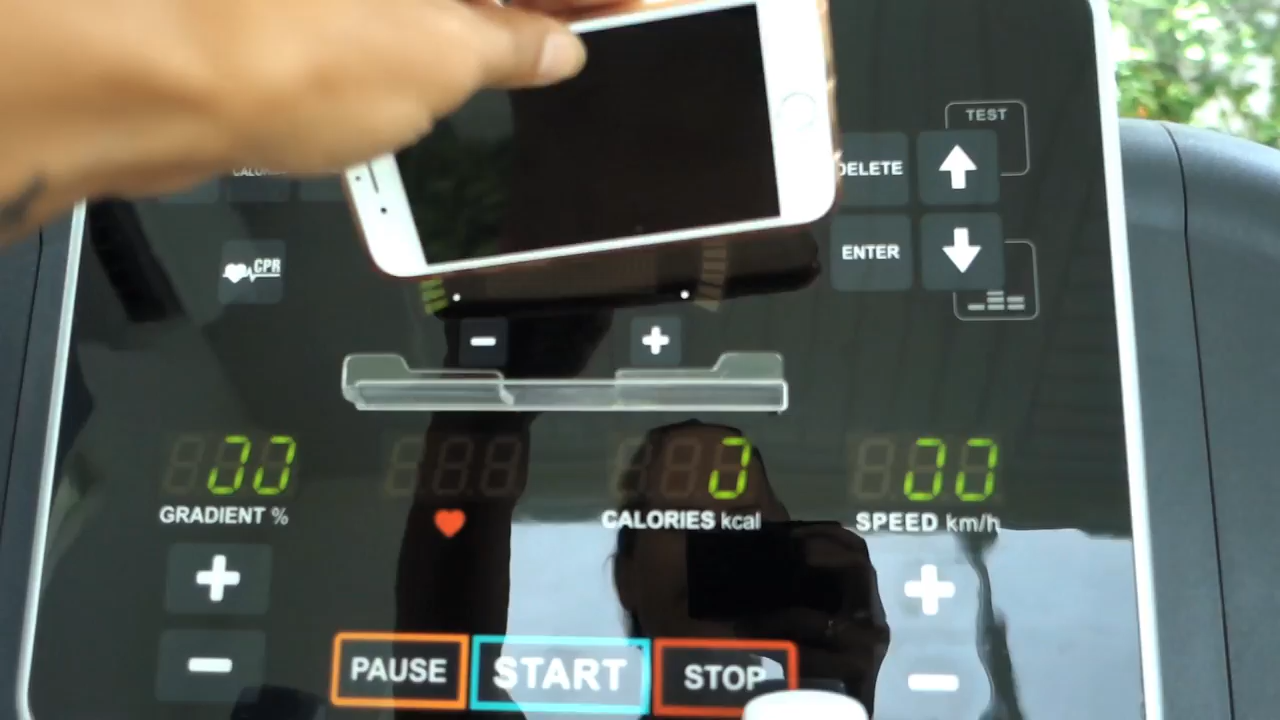 TEST
DELETE
ENTER
CPR
GRADIENT %
CALORIES kcal
SPEED km/h
PAUSE
START
STOP